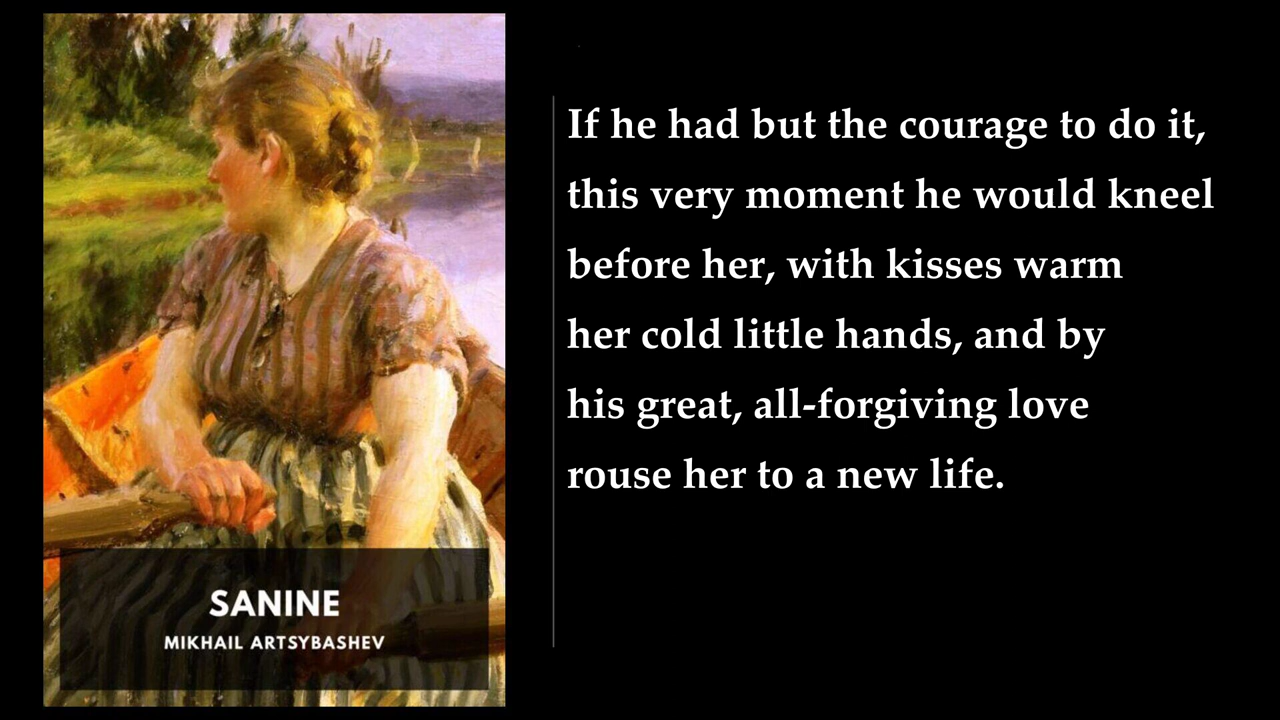 SANINE
MIKHAIL ARTSYBASHEV
If he had but the courage to do it,
this very moment he would kneel
before her, with kisses warm
her cold little hands, and by
his great, all-forgiving love
rouse her to a new life.